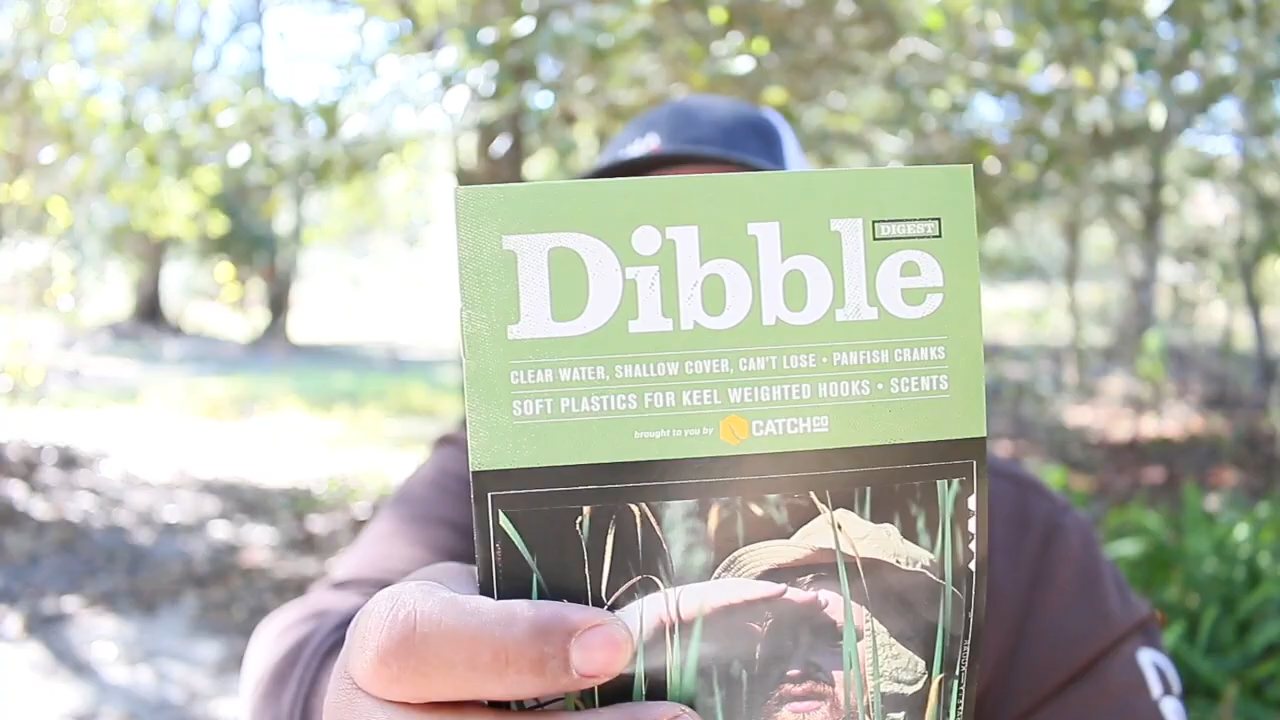 Dibble
DIGEST
CLEAR WATER, SHALLOW COVER, CAN'T LOSE • PANFISH CRANKS
SOFT PLASTICS FOR KEEL WEIGHTED HOOKS • SCENTS
brought to you by CATCHCO